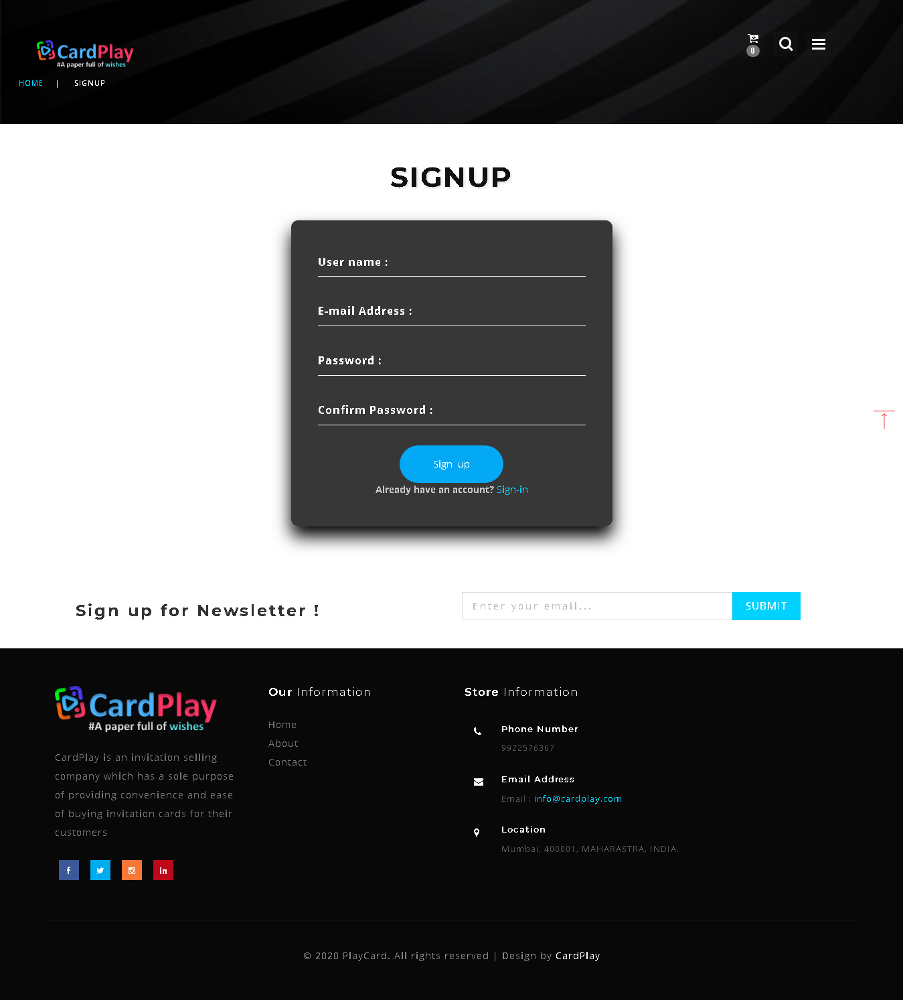 CardPlay
#A paper full of wishes
0
HOME | SIGNUP
SIGNUP
User name :
E-mail Address :
Password :
Confirm Password :
Sign up
Already have an account? Sign-in
Sign up for Newsletter !
Enter your email...
SUBMIT
CardPlay
#A paper full of wishes
CardPlay is an invitation selling
company which has a sole purpose
of providing convenience and ease
of buying invitation cards for their
customers
f
in
Our Information
Home
About
Contact
Store Information
Phone Number
9922576367
Email Address
Email : info@cardplay.com
Location
Mumbai, 400001, MAHARASTRA, INDIA.
© 2020 PlayCard. All rights reserved | Design by CardPlay